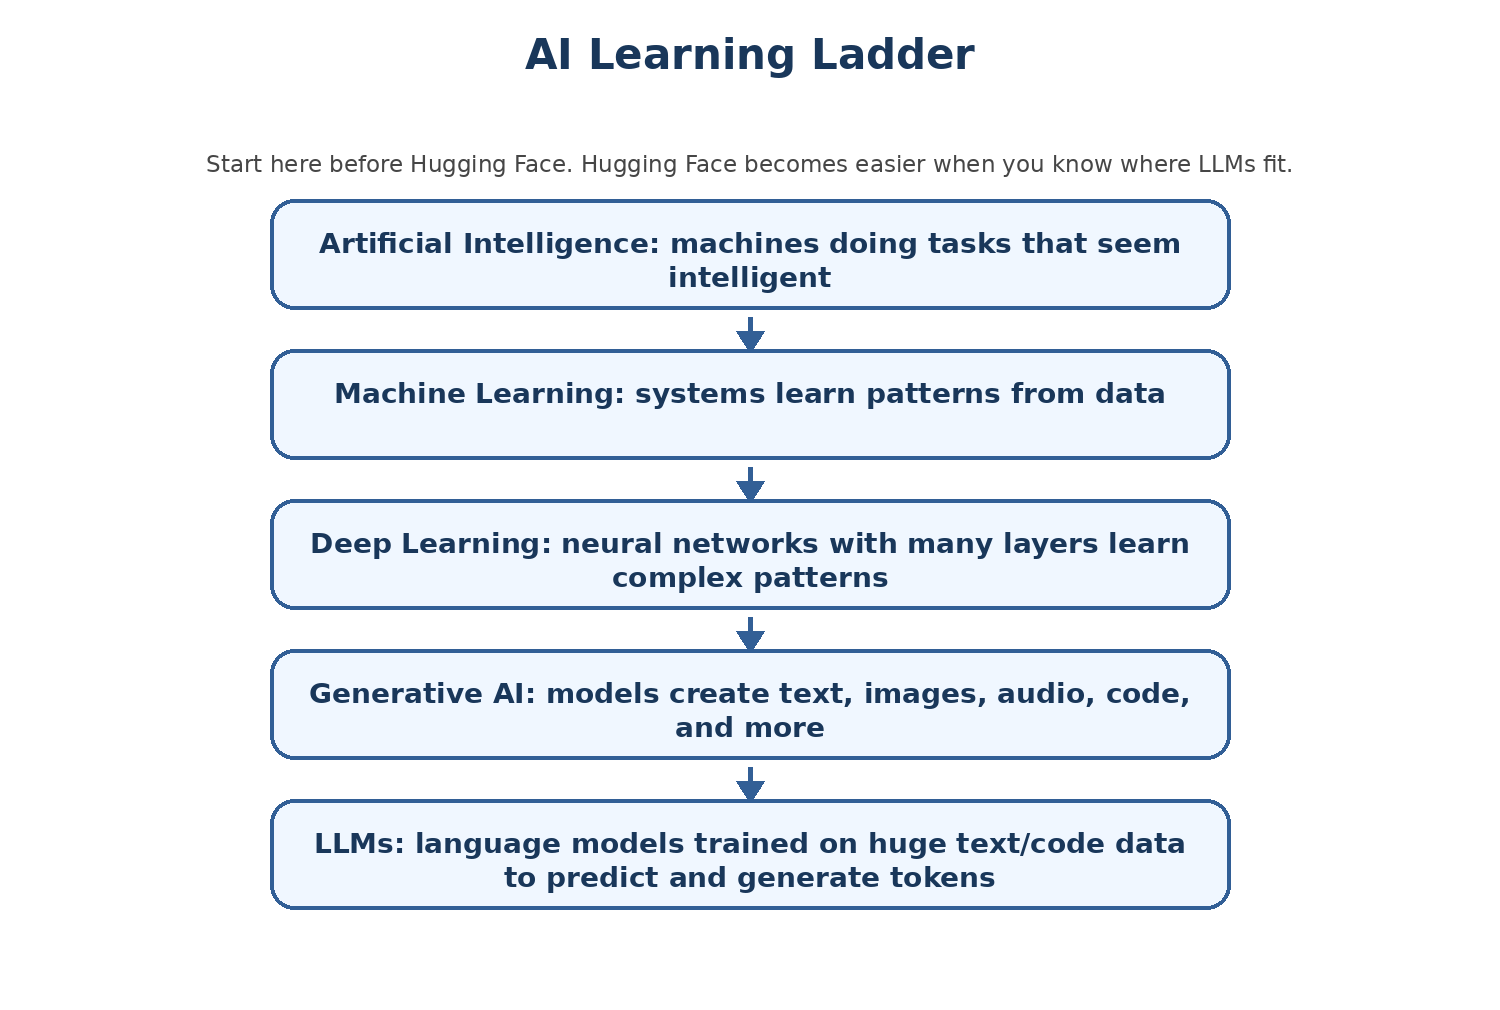 AI Learning Ladder
Start here before Hugging Face. Hugging Face becomes easier when you know where LLMs fit.
Artificial Intelligence: machines doing tasks that seem
intelligent
Machine Learning: systems learn patterns from data
Deep Learning: neural networks with many layers learn
complex patterns
Generative AI: models create text, images, audio, code,
and more
LLMs: language models trained on huge text/code data
to predict and generate tokens